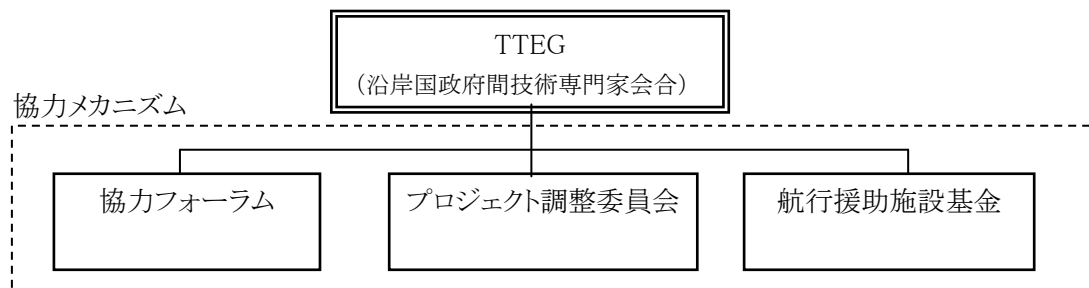 TTEG
（沿岸国政府間技術専門家会合）
協力メカニズム
協力フォーラム
プロジェクト調整委員会
航行援助施設基金